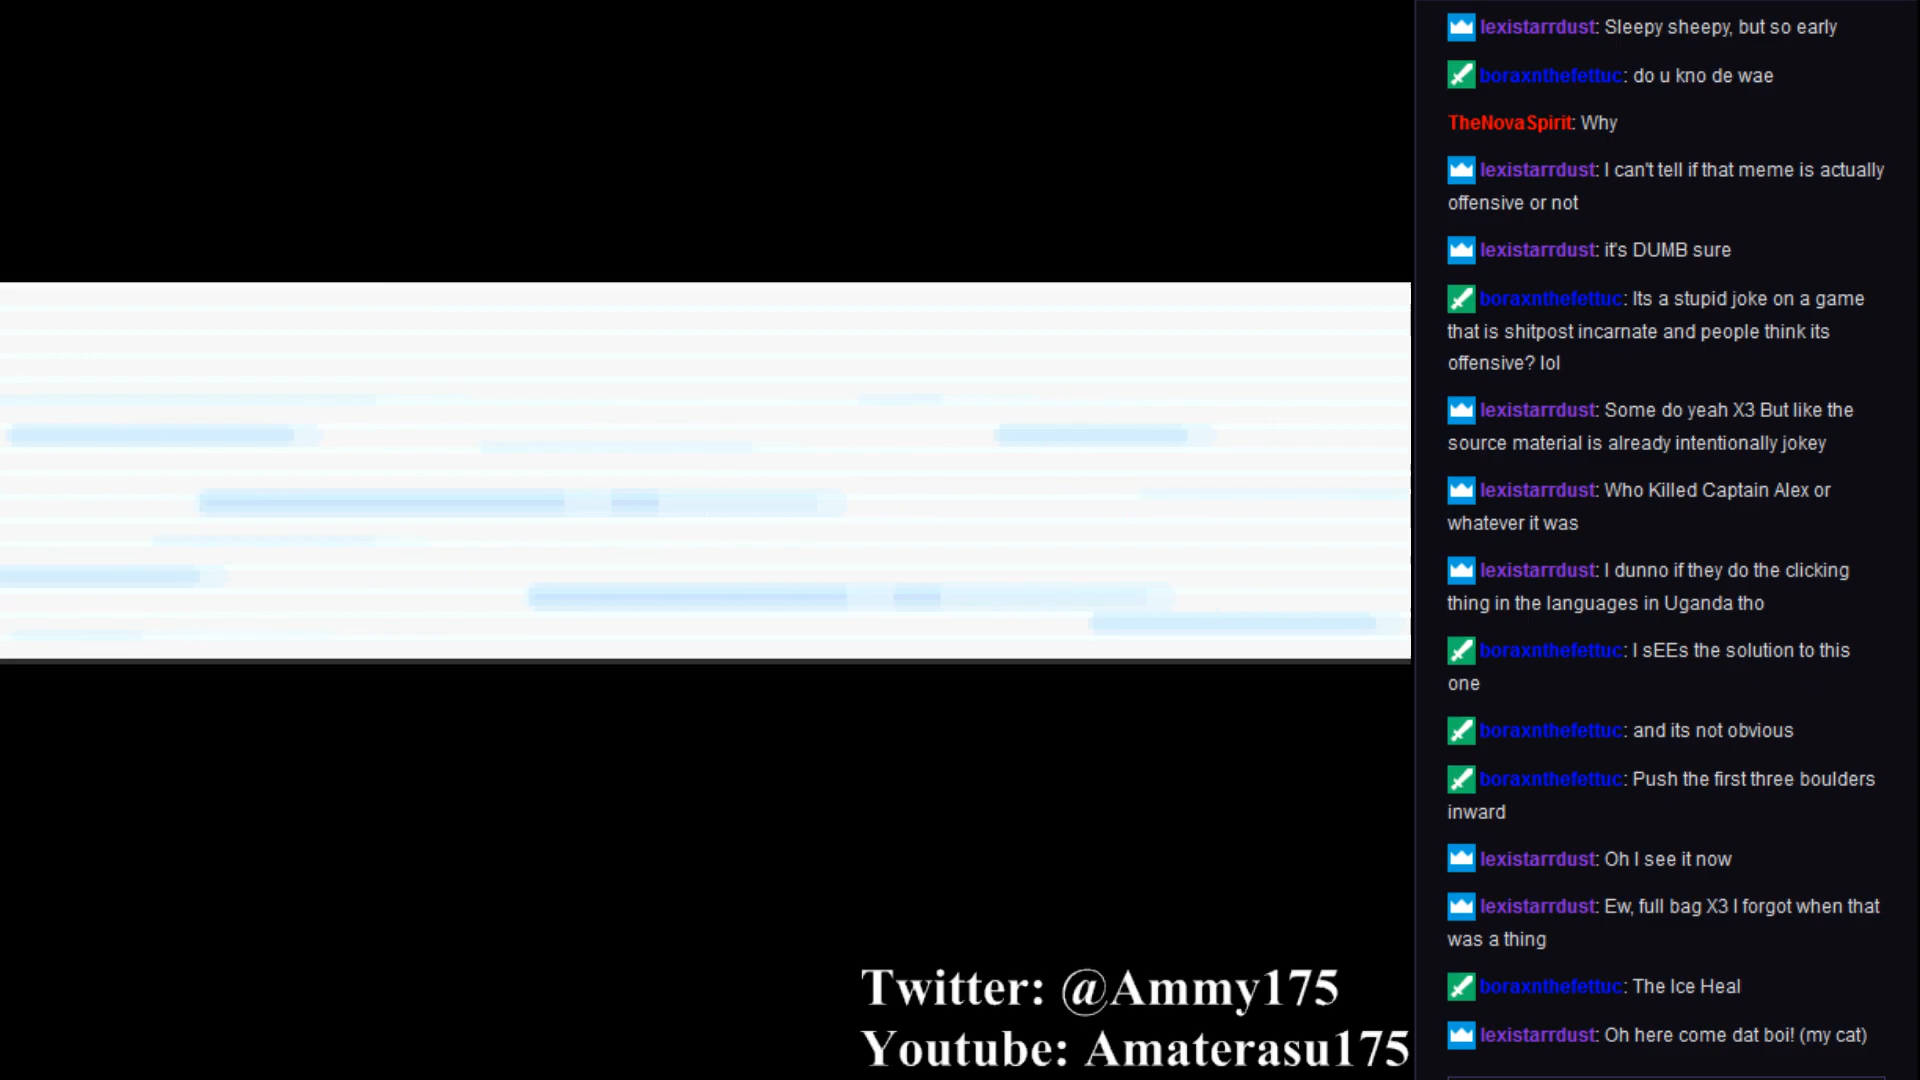 lexistarrdust: Sleepy sheepy, but so early
boraxnthefettuc: do u kno de wae
TheNovaSpirit: Why
lexistarrdust: I can't tell if that meme is actually
offensive or not
lexistarrdust: it's DUMB sure
boraxnthefettuc: Its a stupid joke on a game
that is shitpost incarnate and people think its
offensive? lol
lexistarrdust: Some do yeah X3 But like the
source material is already intentionally jokey
lexistarrdust: Who Killed Captain Alex or
whatever it was
lexistarrdust: I dunno if they do the clicking
thing in the languages in Uganda tho
boraxnthefettuc: I sEEs the solution to this
one
boraxnthefettuc: and its not obvious
boraxnthefettuc: Push the first three boulders
inward
lexistarrdust: Oh I see it now
lexistarrdust: Ew, full bag X3 I forgot when that
was a thing
boraxnthefettuc: The Ice Heal
lexistarrdust: Oh here come dat boi! (my cat)
Twitter: @Ammy175
Youtube: Amaterasu175